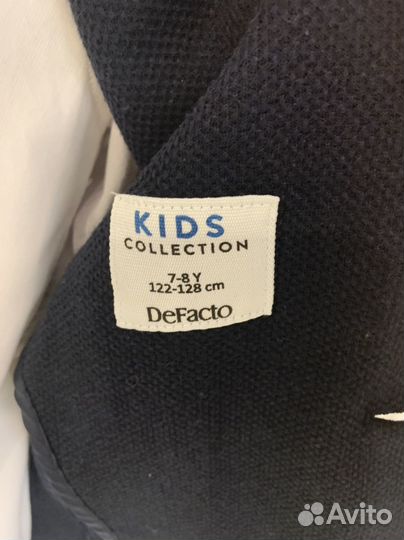 KIDS
COLLECTION
7-8 Y
122-128 cm
DeFacto
Avito